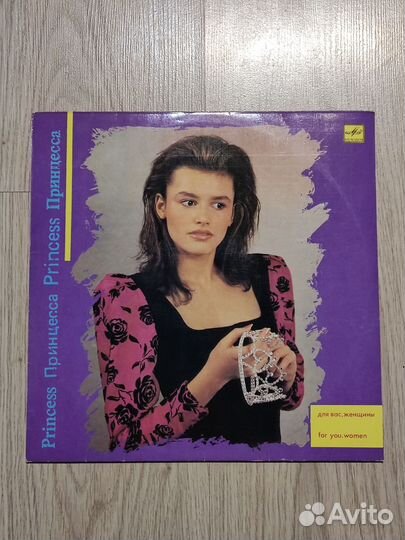 Princess Принцесса Princess Принцесса
для вас,женщины
for you.women
Avito